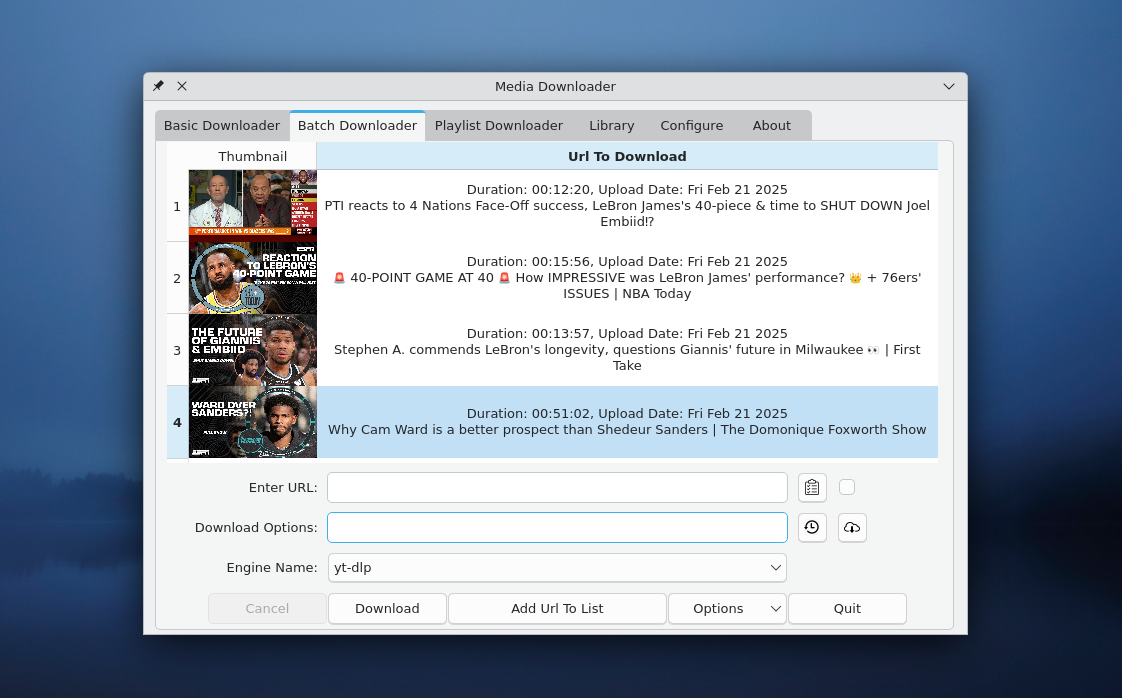 Media Downloader
Basic Downloader
Batch Downloader
Playlist Downloader
Library
Configure
About
Thumbnail
Url To Download
1
Duration: 00:12:20, Upload Date: Fri Feb 21 2025
PTI reacts to 4 Nations Face-Off success, LeBron James's 40-piece & time to SHUT DOWN Joel
Embiid!?
2
REACTION
TO LEBRON'S
40-POINT GAME
Duration: 00:15:56, Upload Date: Fri Feb 21 2025
🚨 40-POINT GAME AT 40 🚨 How IMPRESSIVE was LeBron James' performance? 👑 + 76ers'
ISSUES | NBA Today
3
THE FUTURE
OF GIANNIS
& EMBIID
Duration: 00:13:57, Upload Date: Fri Feb 21 2025
Stephen A. commends LeBron's longevity, questions Giannis' future in Milwaukee 👀 | First
Take
4
WARD OVER
SANDERS?!
Duration: 00:51:02, Upload Date: Fri Feb 21 2025
Why Cam Ward is a better prospect than Shedeur Sanders | The Domonique Foxworth Show
Enter URL:
Download Options:
Engine Name:
yt-dlp
Cancel
Download
Add Url To List
Options
Quit